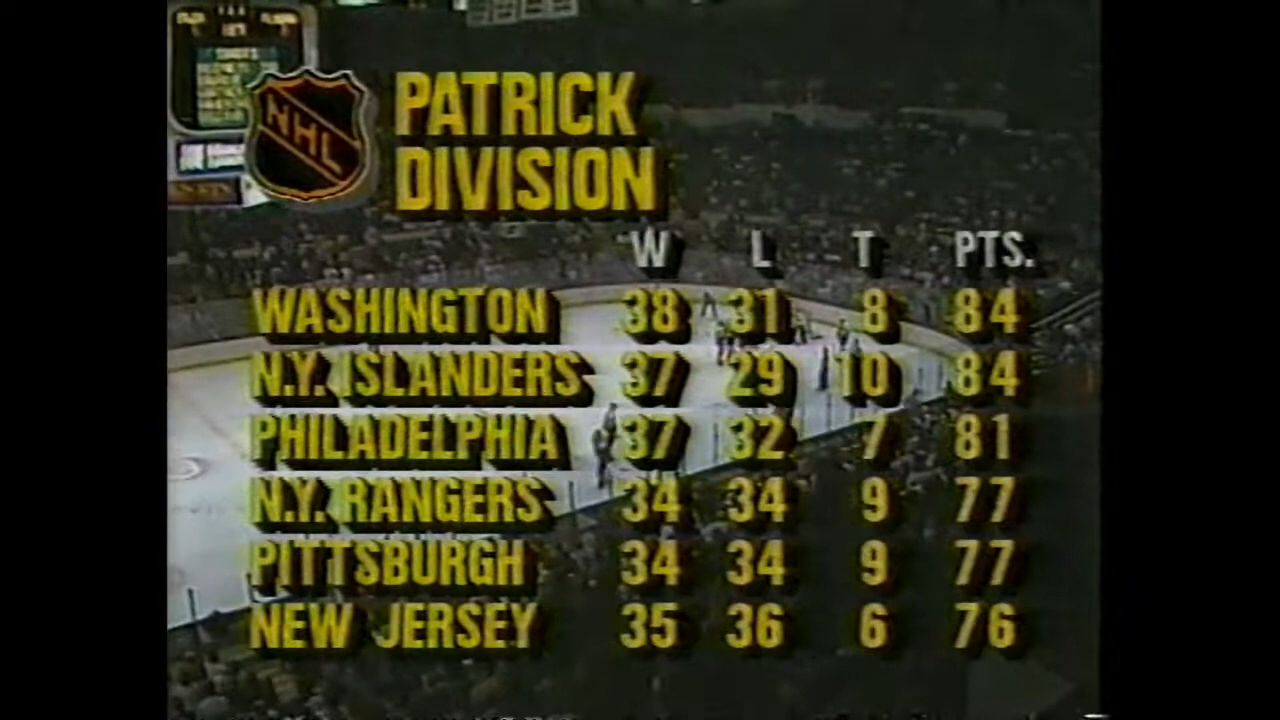 NHL
PATRICK
DIVISION
W L T PTS.
WASHINGTON 38 31 8 84
N.Y. ISLANDERS 37 29 10 84
PHILADELPHIA 37 32 7 81
N.Y. RANGERS 34 34 9 77
PITTSBURGH 34 34 9 77
NEW JERSEY 35 36 6 76